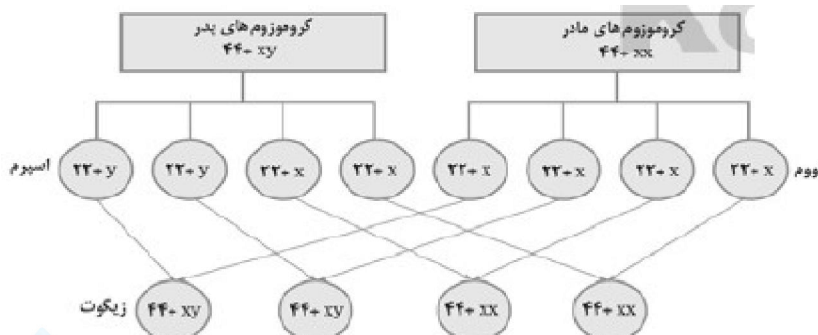 کروموزوم های پدر
۴۴+ xy
کروموزوم های مادر
۴۴+ xx
اسپرم
۲۲+ y
۲۲+ y
۲۲+ x
۲۲+ x
۲۲+ x
۲۲+ x
۲۲+ x
۲۲+ x
ووم
زیگوت
۴۴+ xy
۴۴+ xy
۴۴+ xx
۴۴+ xx